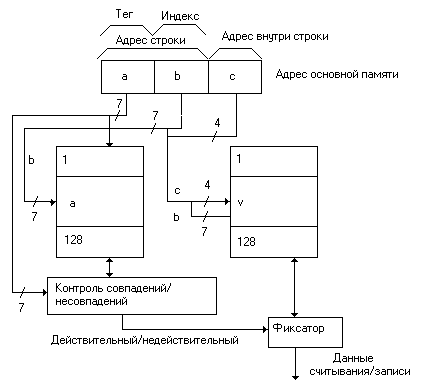 Тег
Индекс
Адрес строки
Адрес внутри строки
a
b
c
Адрес основной памяти
7
7
4
b
1
1
c
4
a
v
7
b
7
128
128
Контроль совпадений/
несовпадений
7
Фиксатор
Действительный/недействительный
Данные
считывания/записи